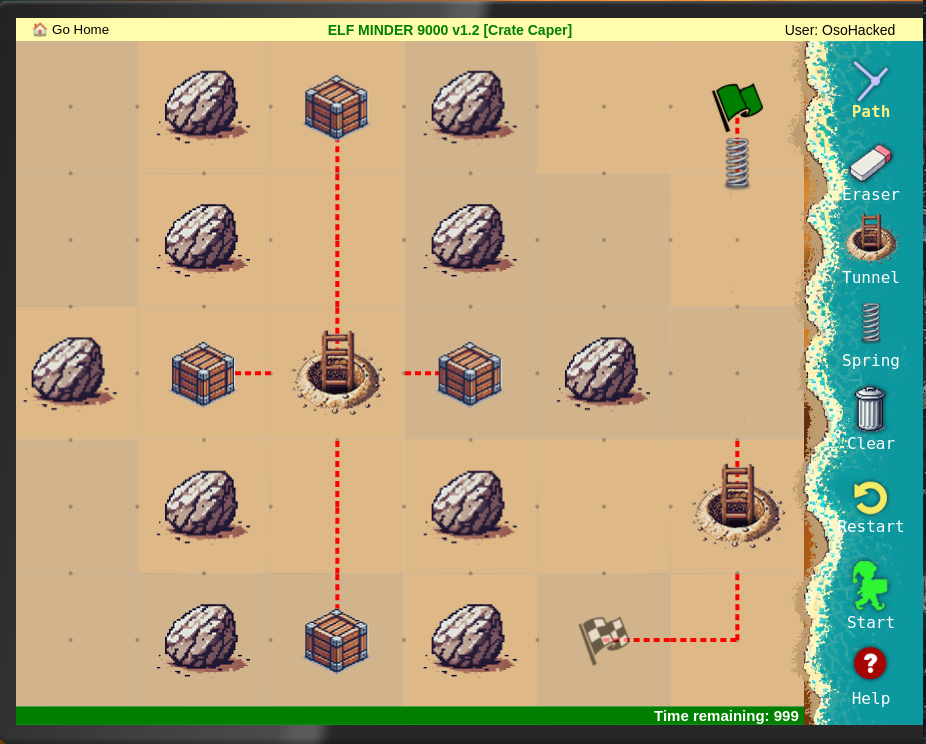 Go Home
ELF MINDER 9000 v1.2 [Crate Caper]
User: OsoHacked
Path
Eraser
Tunnel
Spring
Clear
Restart
Start
?
Help
Time remaining: 999